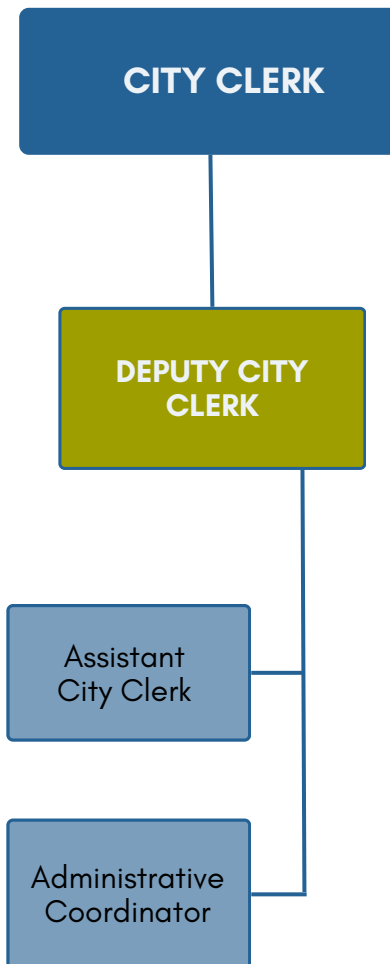 CITY CLERK
DEPUTY CITY
CLERK
Assistant
City Clerk
Administrative
Coordinator